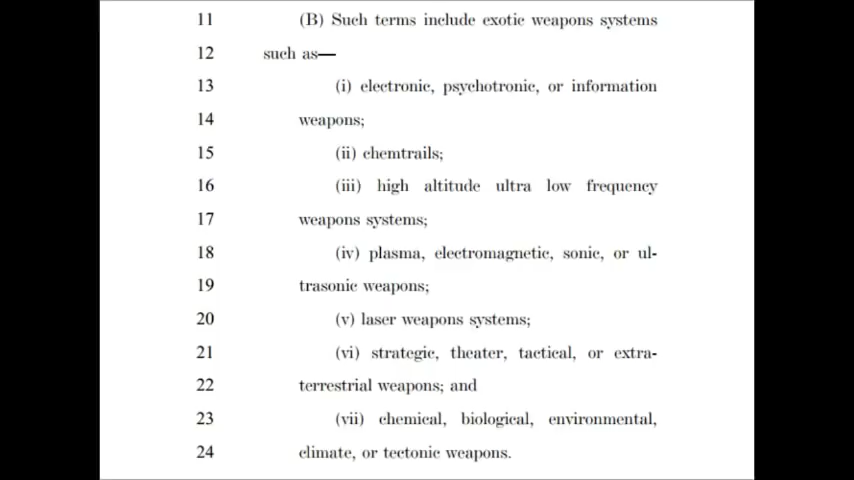 11 (B) Such terms include exotic weapons systems
12 such as—
13 (i) electronic, psychotronic, or information
14 weapons;
15 (ii) chemtrails;
16 (iii) high altitude ultra low frequency
17 weapons systems;
18 (iv) plasma, electromagnetic, sonic, or ul-
19 trasonic weapons;
20 (v) laser weapons systems;
21 (vi) strategic, theater, tactical, or extra-
22 terrestrial weapons; and
23 (vii) chemical, biological, environmental,
24 climate, or tectonic weapons.